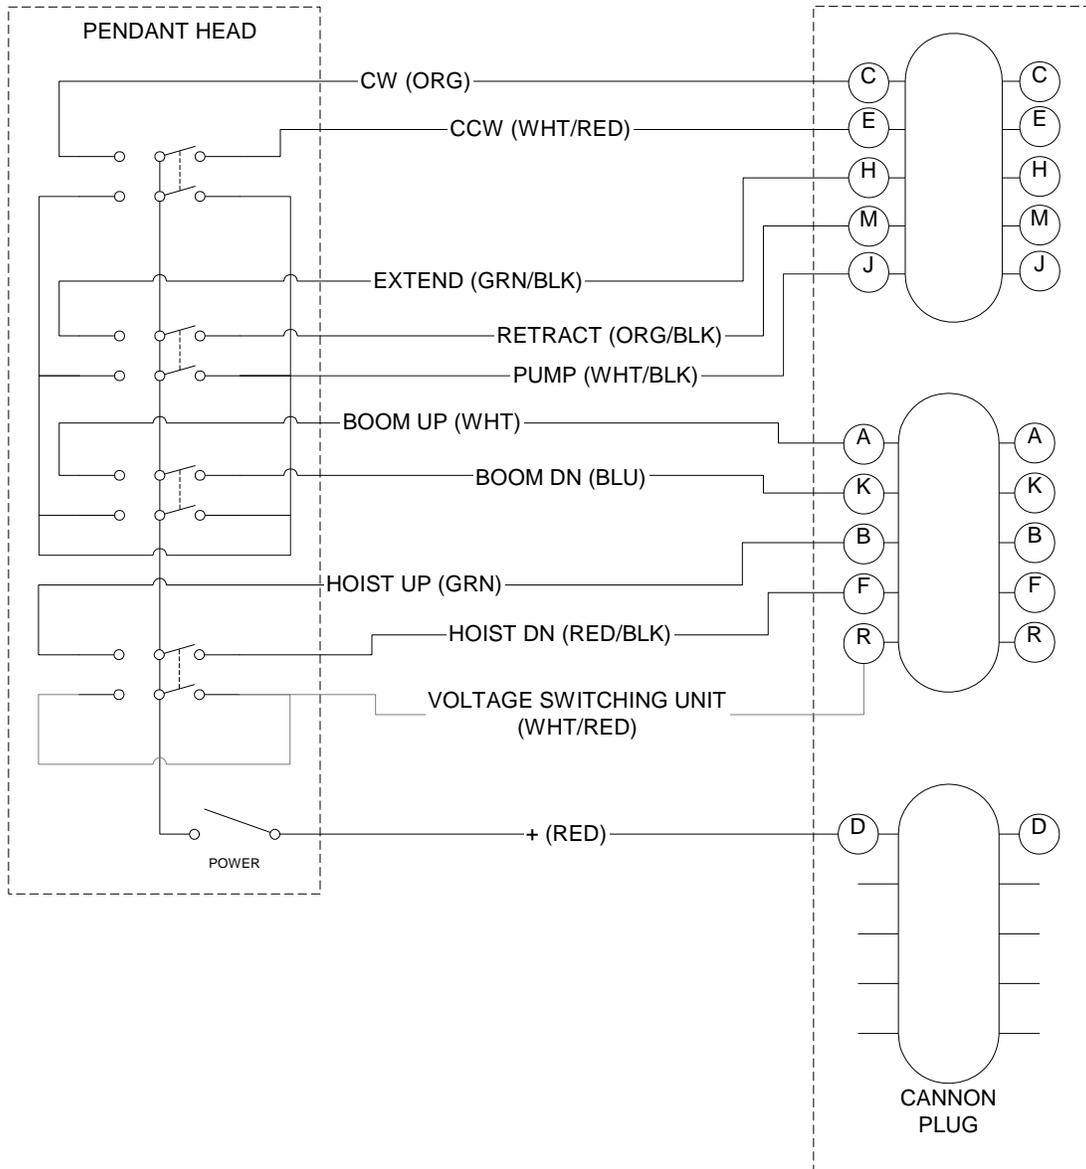 PENDANT HEAD
CW (ORG)
C
C
CCW (WHT/RED)
E
E
H
H
M
M
EXTEND (GRN/BLK)
J
J
RETRACT (ORG/BLK)
PUMP (WHT/BLK)
BOOM UP (WHT)
A
A
BOOM DN (BLU)
K
K
B
B
HOIST UP (GRN)
F
F
HOIST DN (RED/BLK)
R
R
VOLTAGE SWITCHING UNIT
(WHT/RED)
+ (RED)
D
D
POWER
CANNON
PLUG